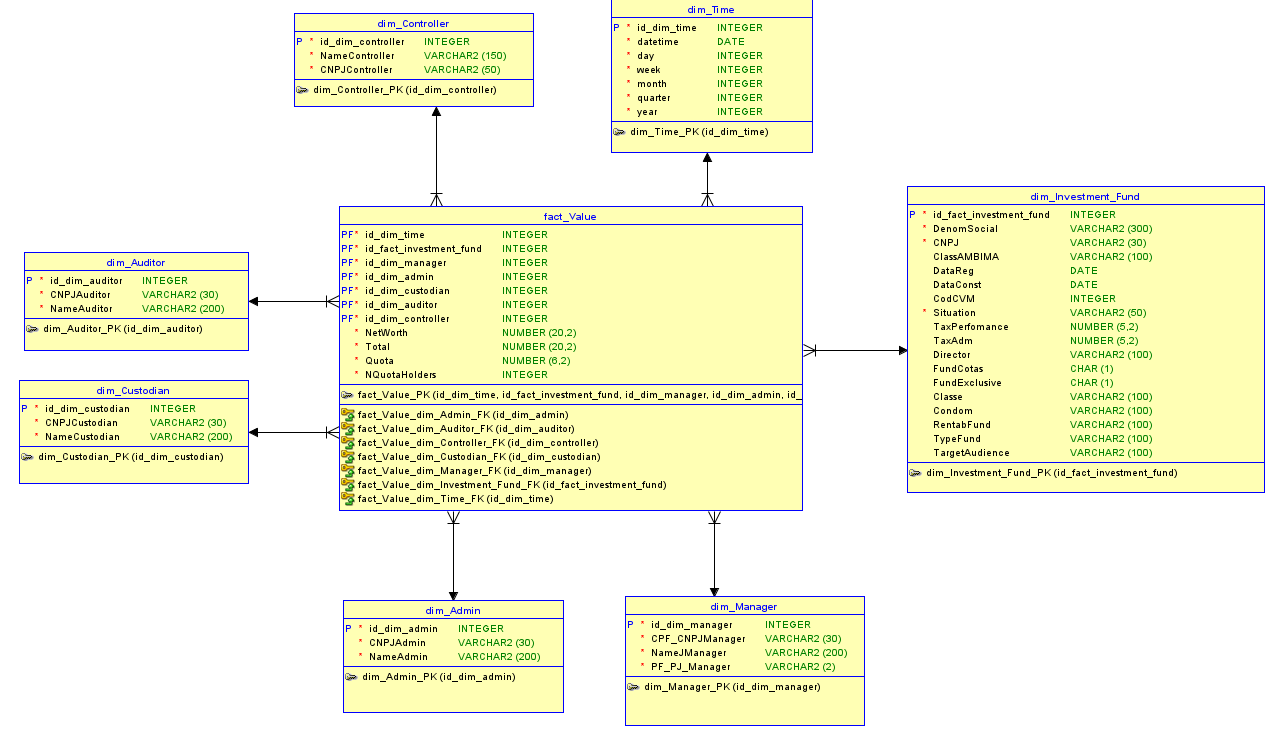 dim_Controller
P * id_dim_controller INTEGER
* NameController VARCHAR2 (150)
* CNPJController VARCHAR2 (50)
dim_Controller_PK (id_dim_controller)
dim_Time
P * id_dim_time INTEGER
* datetime DATE
* day INTEGER
* week INTEGER
* month INTEGER
* quarter INTEGER
* year INTEGER
dim_Time_PK (id_dim_time)
dim_Investment_Fund
P * id_fact_investment_fund INTEGER
* DenomSocial VARCHAR2 (300)
* CNPJ VARCHAR2 (30)
ClassAMBIMA VARCHAR2 (100)
DataReg DATE
DataConst DATE
CodCVM INTEGER
* Situation VARCHAR2 (50)
TaxPerfomance NUMBER (5,2)
TaxAdm NUMBER (5,2)
Director VARCHAR2 (100)
FundCotas CHAR (1)
FundExclusive CHAR (1)
Classe VARCHAR2 (100)
Condom VARCHAR2 (100)
RentabFund VARCHAR2 (100)
TypeFund VARCHAR2 (100)
TargetAudience VARCHAR2 (100)
dim_Investment_Fund_PK (id_fact_investment_fund)
fact_Value
PF* id_dim_time INTEGER
PF* id_fact_investment_fund INTEGER
PF* id_dim_manager INTEGER
PF* id_dim_admin INTEGER
PF* id_dim_custodian INTEGER
PF* id_dim_auditor INTEGER
PF* id_dim_controller INTEGER
* NetWorth NUMBER (20,2)
* Total NUMBER (20,2)
* Quota NUMBER (6,2)
* NQuotaHolders INTEGER
fact_Value_PK (id_dim_time, id_fact_investment_fund, id_dim_manager, id_dim_admin, id_
fact_Value_dim_Admin_FK (id_dim_admin)
fact_Value_dim_Auditor_FK (id_dim_auditor)
fact_Value_dim_Controller_FK (id_dim_controller)
fact_Value_dim_Custodian_FK (id_dim_custodian)
fact_Value_dim_Manager_FK (id_dim_manager)
fact_Value_dim_Investment_Fund_FK (id_fact_investment_fund)
fact_Value_dim_Time_FK (id_dim_time)
dim_Auditor
P * id_dim_auditor INTEGER
* CNPJAuditor VARCHAR2 (30)
* NameAuditor VARCHAR2 (200)
dim_Auditor_PK (id_dim_auditor)
dim_Custodian
P * id_dim_custodian INTEGER
* CNPJCustodian VARCHAR2 (30)
* NameCustodian VARCHAR2 (200)
dim_Custodian_PK (id_dim_custodian)
dim_Admin
P * id_dim_admin INTEGER
* CNPJAdmin VARCHAR2 (30)
* NameAdmin VARCHAR2 (200)
dim_Admin_PK (id_dim_admin)
dim_Manager
P * id_dim_manager INTEGER
* CPF_CNPJManager VARCHAR2 (30)
* NameJManager VARCHAR2 (200)
* PF_PJ_Manager VARCHAR2 (2)
dim_Manager_PK (id_dim_manager)